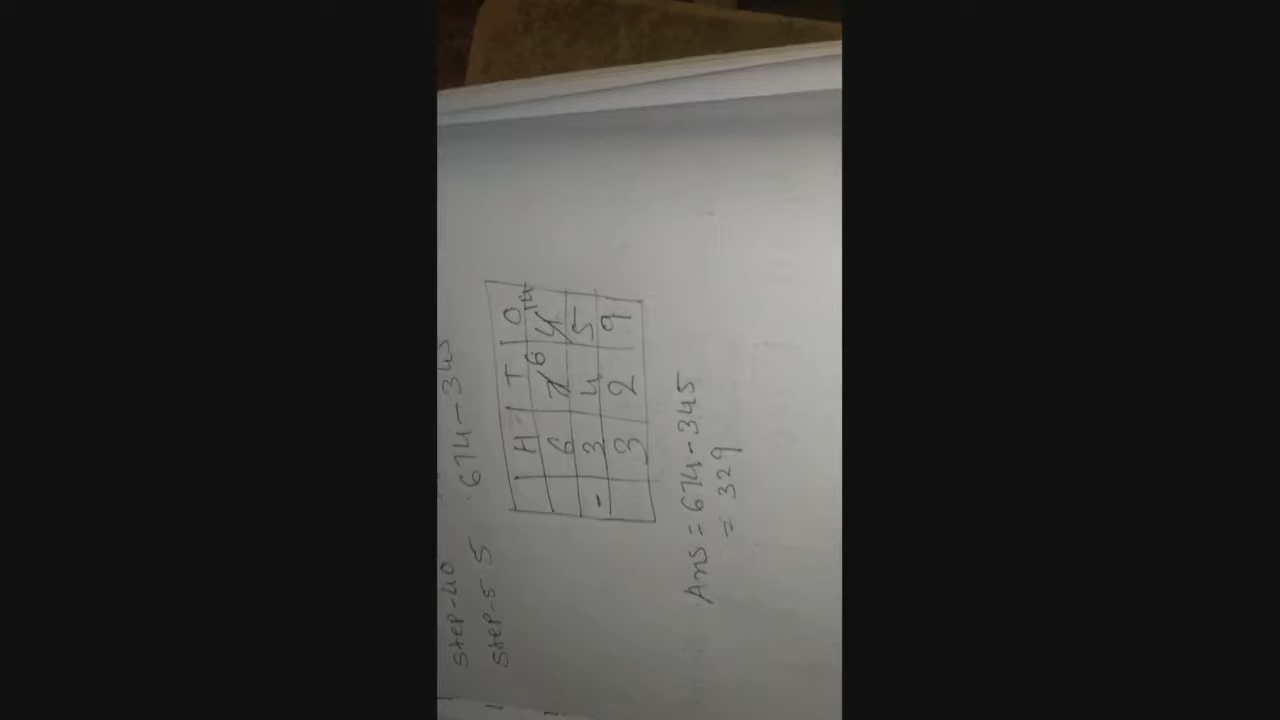 step-40
step-5 5 674-345
H T O
6 14
6 7 4
- 3 4 5
3 2 9
Ans = 674-345
= 329